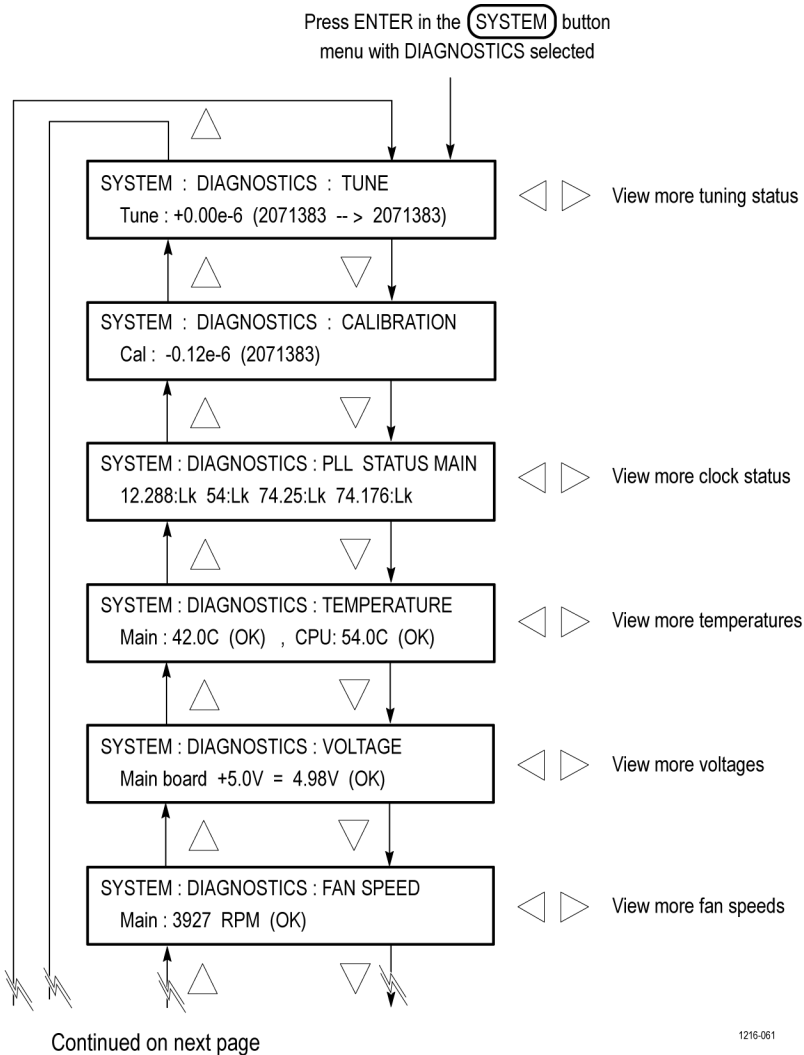 Press ENTER in the SYSTEM button
menu with DIAGNOSTICS selected
SYSTEM : DIAGNOSTICS : TUNE
Tune : +0.00e-6 (2071383 -- > 2071383)
View more tuning status
SYSTEM : DIAGNOSTICS : CALIBRATION
Cal : -0.12e-6 (2071383)
SYSTEM : DIAGNOSTICS : PLL STATUS MAIN
12.288:Lk 54:Lk 74.25:Lk 74.176:Lk
View more clock status
SYSTEM : DIAGNOSTICS : TEMPERATURE
Main : 42.0C (OK) , CPU: 54.0C (OK)
View more temperatures
SYSTEM : DIAGNOSTICS : VOLTAGE
Main board +5.0V = 4.98V (OK)
View more voltages
SYSTEM : DIAGNOSTICS : FAN SPEED
Main : 3927 RPM (OK)
View more fan speeds
Continued on next page
1216-061